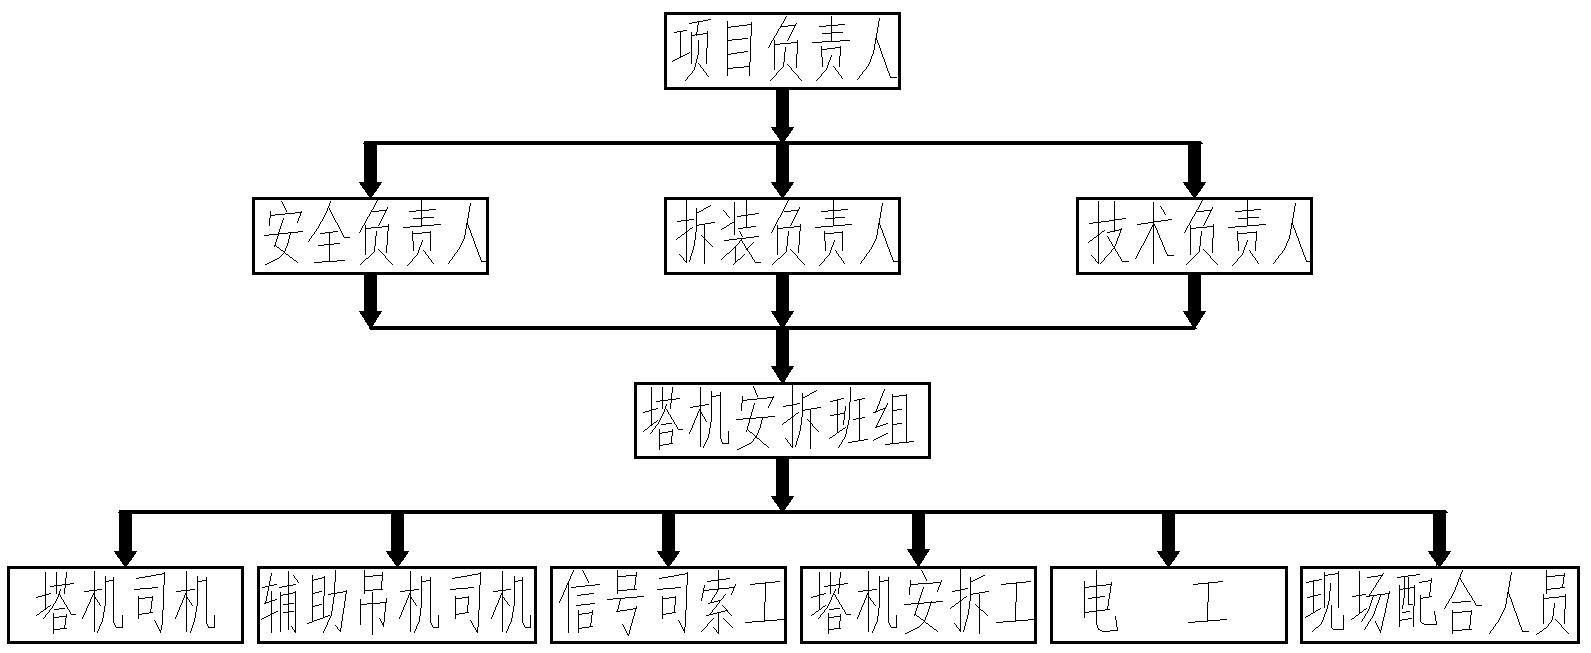 项目负责人
安全负责人
拆装负责人
技术负责人
塔机安拆班组
塔机司机
辅助吊机司机
信号司索工
塔机安拆工
电 工
现场配合人员